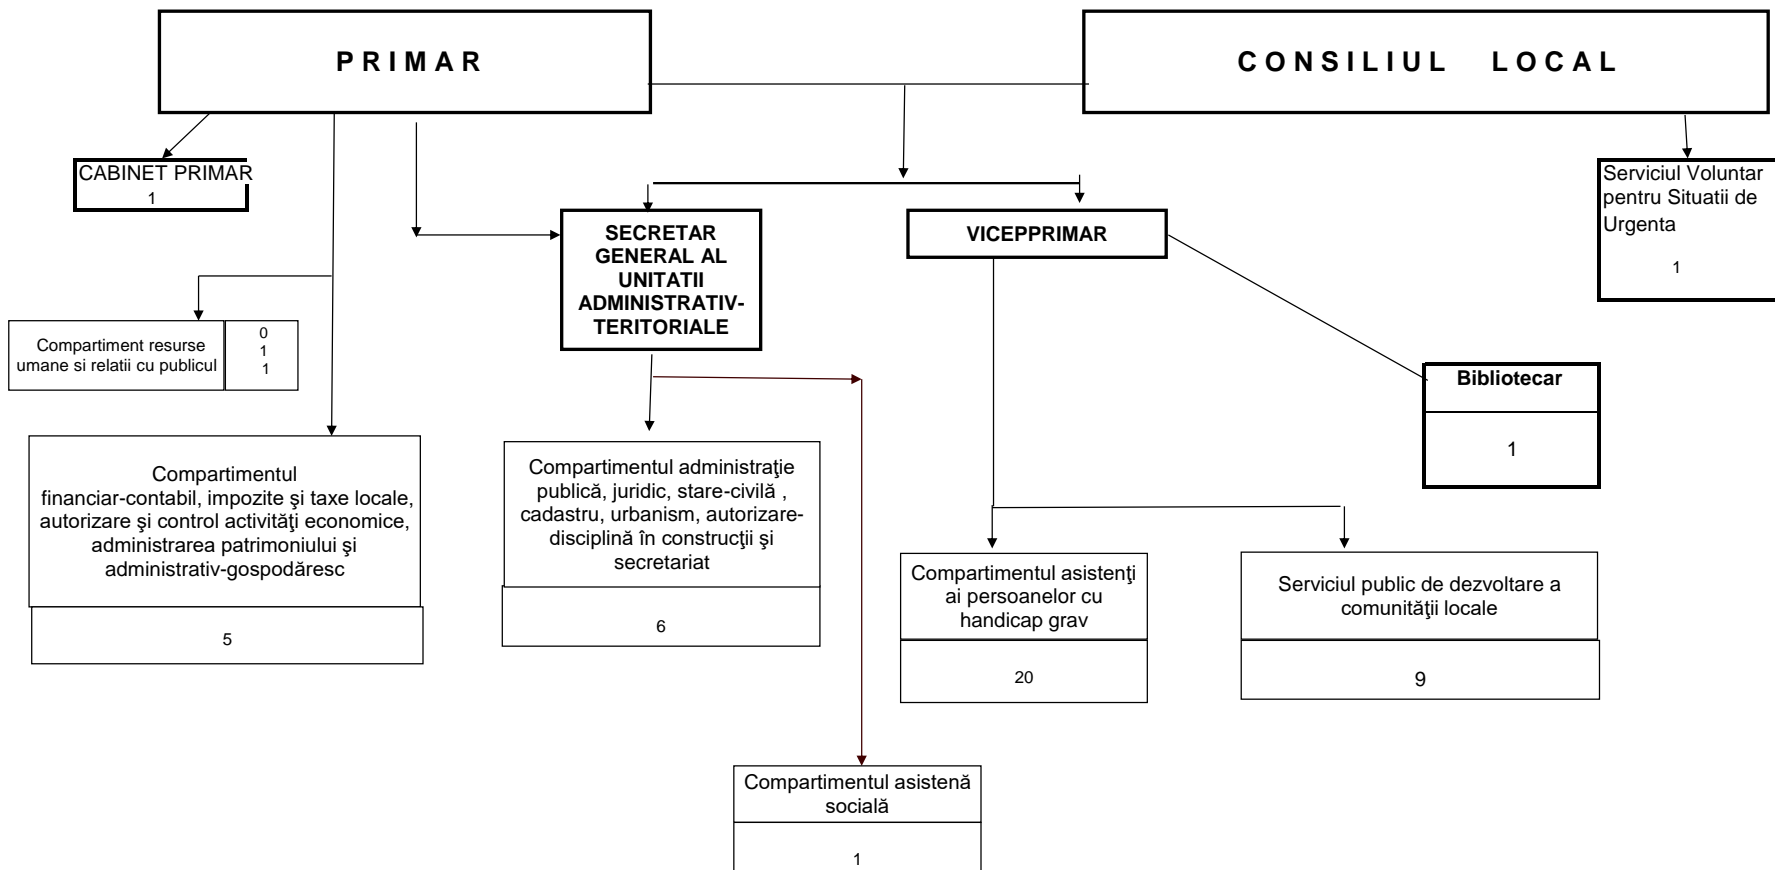 P R I M A R
C O N S I L I U L L O C A L
CABINET PRIMAR
1
Serviciul Voluntar
pentru Situatii de
Urgenta
1
SECRETAR
GENERAL AL
UNITATII
ADMINISTRATIV-
TERITORIALE
VICEPPRIMAR
Compartiment resurse
umane si relatii cu publicul
0
1
1
Bibliotecar
1
Compartimentul
financiar-contabil, impozite şi taxe locale,
autorizare şi control activităţi economice,
administrarea patrimoniului şi
administrativ-gospodăresc
5
Compartimentul administraţie
publică, juridic, stare-civilă ,
cadastru, urbanism, autorizare-
disciplină în construcţii şi
secretariat
6
Compartimentul asistenţi
ai persoanelor cu
handicap grav
20
Serviciul public de dezvoltare a
comunităţii locale
9
Compartimentul asistenă
socială
1